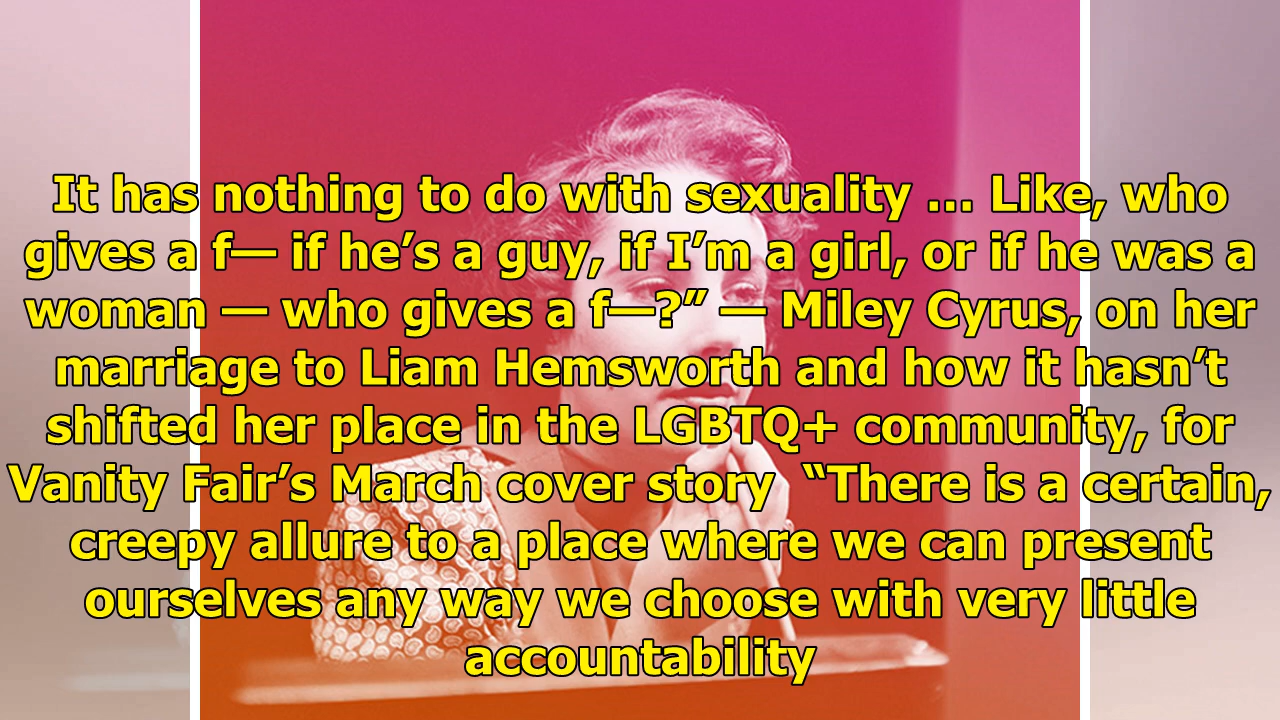 It has nothing to do with sexuality ... Like, who
gives a f— if he’s a guy, if I’m a girl, or if he was a
woman — who gives a f—?” — Miley Cyrus, on her
marriage to Liam Hemsworth and how it hasn’t
shifted her place in the LGBTQ+ community, for
Vanity Fair’s March cover story  “There is a certain,
creepy allure to a place where we can present
ourselves any way we choose with very little
accountability